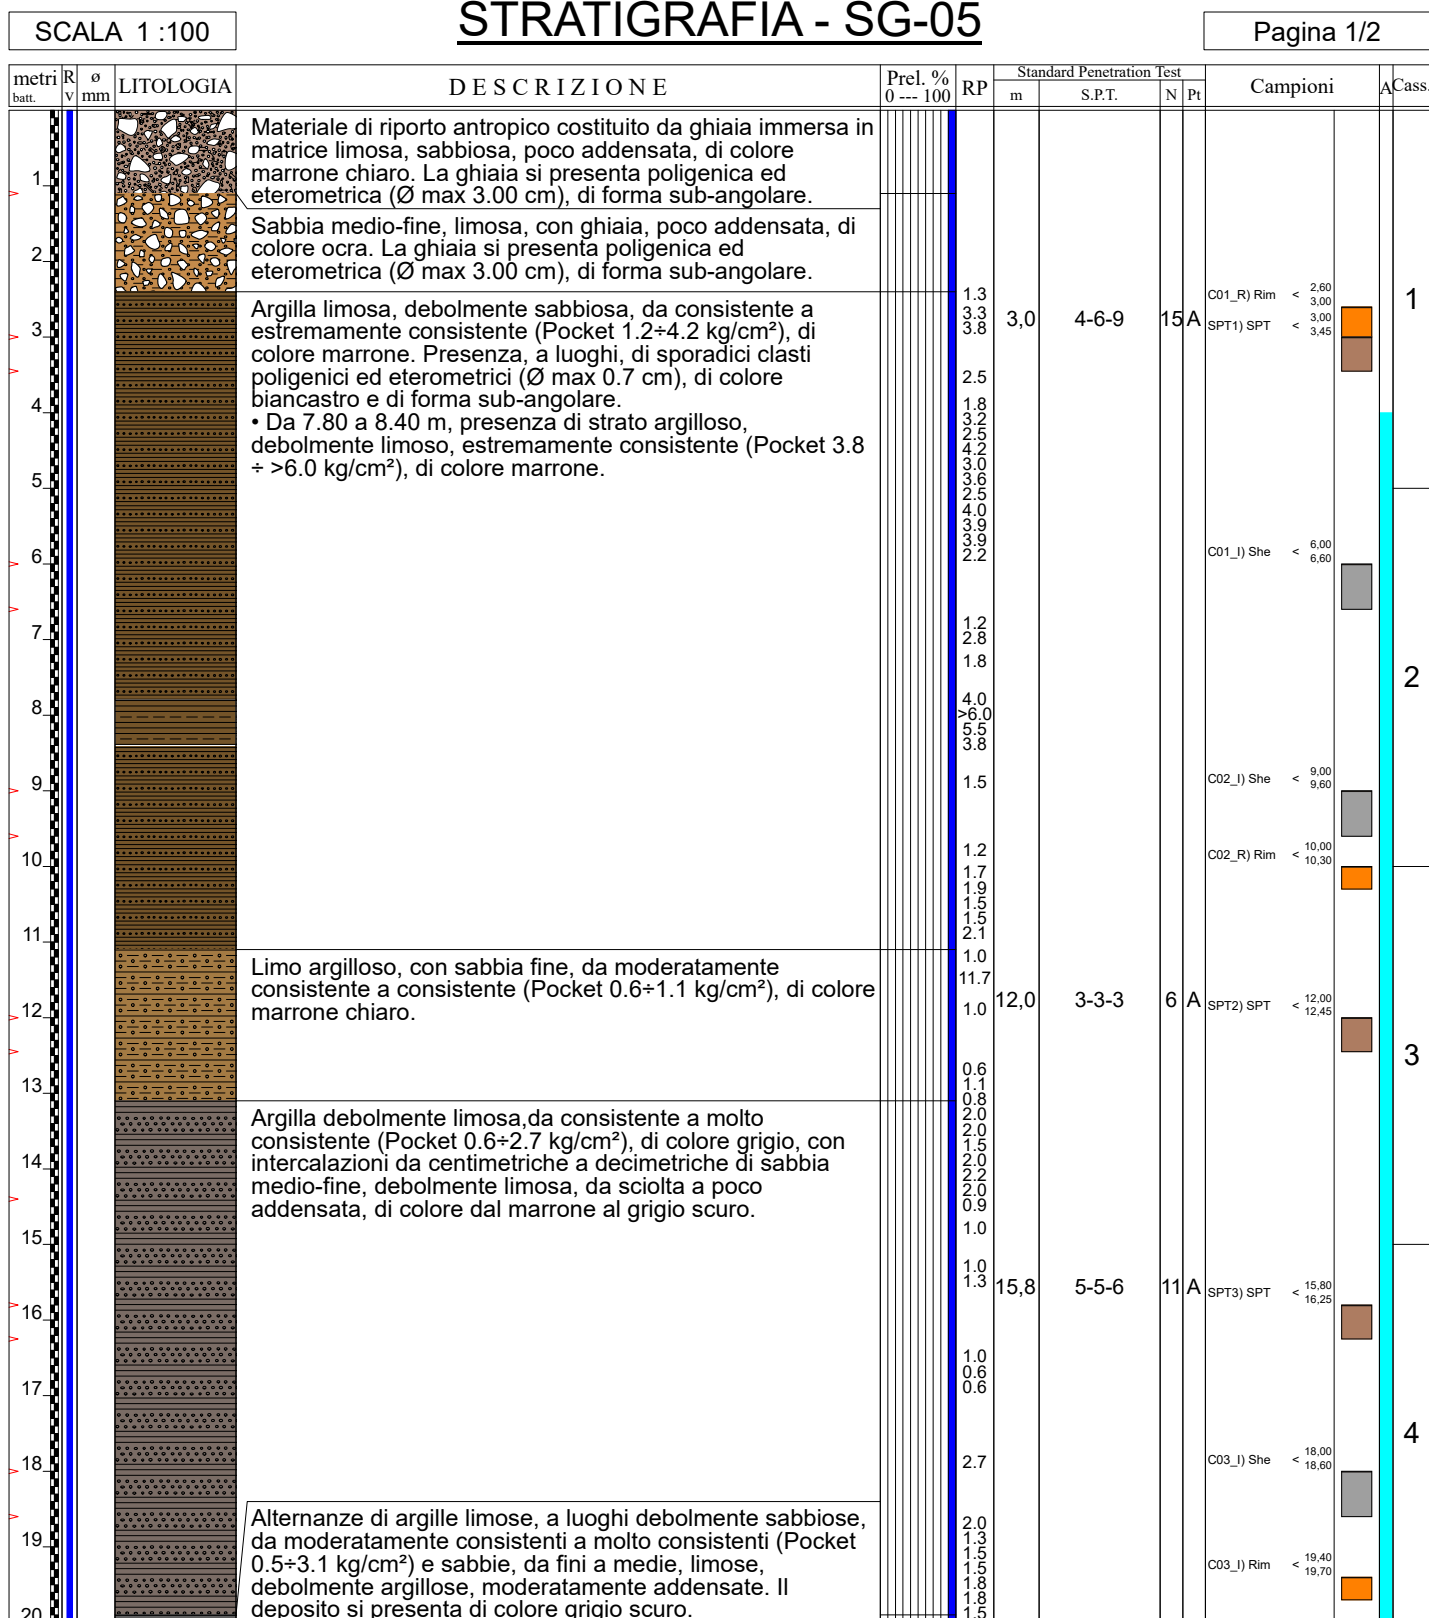 STRATIGRAFIA - SG-05
SCALA 1 :100
Pagina 1/2
metri batt.
R v
ø mm
LITOLOGIA
D E S C R I Z I O N E
Prel. % 0 --- 100
RP
Standard Penetration Test
m
S.P.T.
N
Pt
Campioni
A
Cass.
Materiale di riporto antropico costituito da ghiaia immersa in
matrice limosa, sabbiosa, poco addensata, di colore
marrone chiaro. La ghiaia si presenta poligenica ed
eterometrica (Ø max 3.00 cm), di forma sub-angolare.
Sabbia medio-fine, limosa, con ghiaia, poco addensata, di
colore ocra. La ghiaia si presenta poligenica ed
eterometrica (Ø max 3.00 cm), di forma sub-angolare.
Argilla limosa, debolmente sabbiosa, da consistente a
estremamente consistente (Pocket 1.2÷4.2 kg/cm²), di
colore marrone. Presenza, a luoghi, di sporadici clasti
poligenici ed eterometrici (Ø max 0.7 cm), di colore
biancastro e di forma sub-angolare.
• Da 7.80 a 8.40 m, presenza di strato argilloso,
debolmente limoso, estremamente consistente (Pocket 3.8
÷ >6.0 kg/cm²), di colore marrone.
Limo argilloso, con sabbia fine, da moderatamente
consistente a consistente (Pocket 0.6÷1.1 kg/cm²), di colore
marrone chiaro.
Argilla debolmente limosa,da consistente a molto
consistente (Pocket 0.6÷2.7 kg/cm²), di colore grigio, con
intercalazioni da centimetriche a decimetriche di sabbia
medio-fine, debolmente limosa, da sciolta a poco
addensata, di colore dal marrone al grigio scuro.
Alternanze di argille limose, a luoghi debolmente sabbiose,
da moderatamente consistenti a molto consistenti (Pocket
0.5÷3.1 kg/cm²) e sabbie, da fini a medie, limose,
debolmente argillose, moderatamente addensate. Il
deposito si presenta di colore grigio scuro.
1
2
3
4
5
6
7
8
9
10
11
12
13
14
15
16
17
18
19
20
1.3
3.3
3.8
2.5
1.8
3.2
2.5
4.2
3.0
3.6
2.5
4.0
3.9
3.9
2.2
1.2
2.8
1.8
4.0
>6.0
5.5
3.8
1.5
1.2
1.7
1.9
1.5
1.5
2.1
1.0
11.7
1.0
0.6
1.1
0.8
2.0
2.0
1.5
2.0
2.2
2.0
0.9
1.0
1.0
1.3
1.0
0.6
0.6
2.7
2.0
1.3
1.5
1.5
1.8
1.8
1.5
3,0 4-6-9 15 A
12,0 3-3-3 6 A
15,8 5-5-6 11 A
C01_R) Rim < 2,60 3,00
SPT1) SPT < 3,00 3,45
C01_I) She < 6,00 6,60
C02_I) She < 9,00 9,60
C02_R) Rim < 10,00 10,30
SPT2) SPT < 12,00 12,45
SPT3) SPT < 15,80 16,25
C03_I) She < 18,00 18,60
C03_I) Rim < 19,40 19,70
1
2
3
4